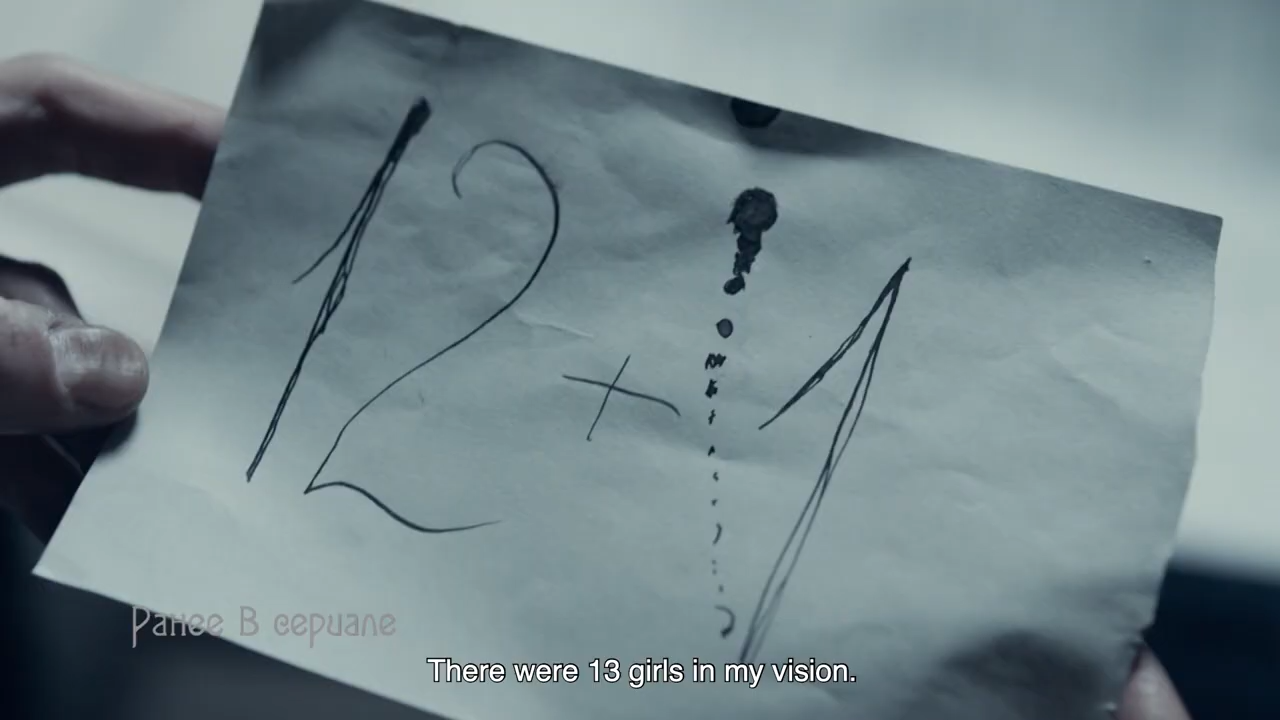 12 + 1
Ранее В сериале
There were 13 girls in my vision.